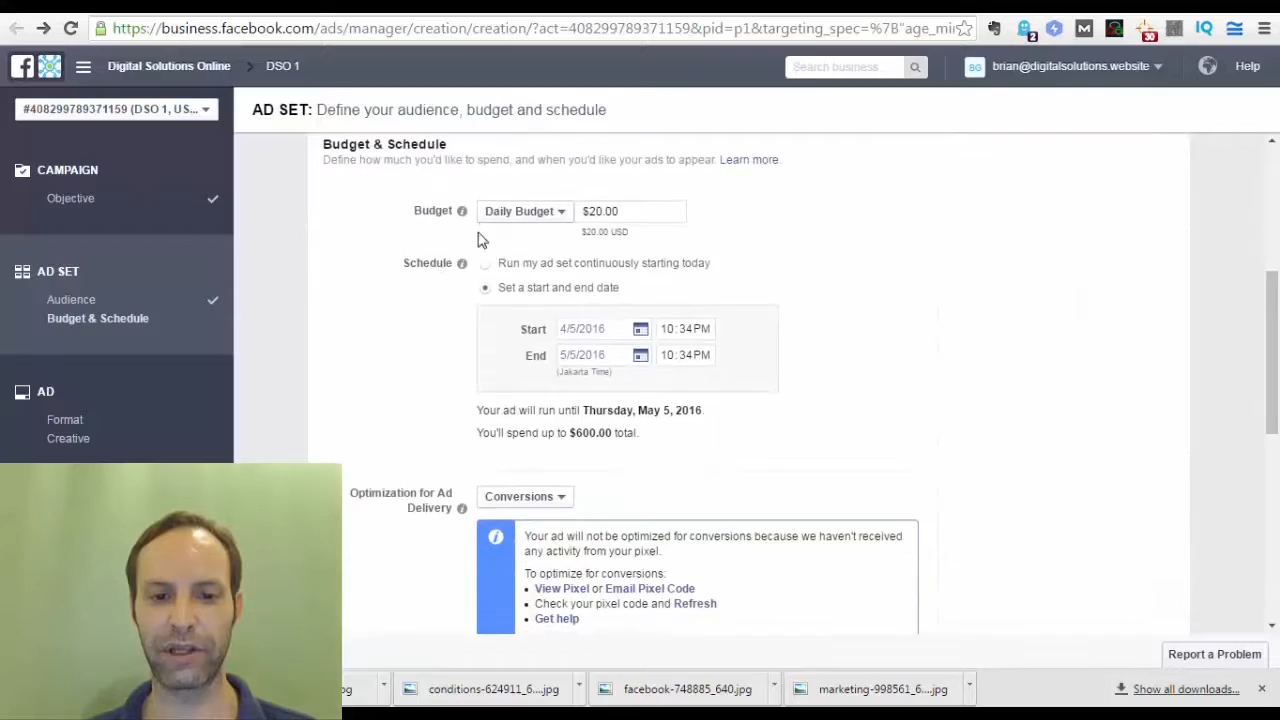 https://business.facebook.com/ads/manager/creation/creation/?act=408299789371159&pid=p1&targeting_spec=%7B"age_mi
2
30
IQ
Digital Solutions Online > DSO 1
Search business
BG brian@digitalsolutions.website
Help
#408299789371159 (DSO 1, US...
AD SET: Define your audience, budget and schedule
CAMPAIGN
Objective
AD SET
Audience
Budget & Schedule
AD
Format
Creative
Budget & Schedule
Define how much you'd like to spend, and when you'd like your ads to appear. Learn more.
Budget Daily Budget $20.00
$20.00 USD
Schedule Run my ad set continuously starting today
Set a start and end date
Start 4/5/2016 10:34PM
End 5/5/2016 10:34PM
(Jakarta Time)
Your ad will run until Thursday, May 5, 2016.
You'll spend up to $600.00 total.
Optimization for Ad Delivery Conversions
Your ad will not be optimized for conversions because we haven't received
any activity from your pixel.
To optimize for conversions:
• View Pixel or Email Pixel Code
• Check your pixel code and Refresh
• Get help
Report a Problem
pg
conditions-624911_6....jpg
facebook-748885_640.jpg
marketing-998561_6....jpg
Show all downloads...